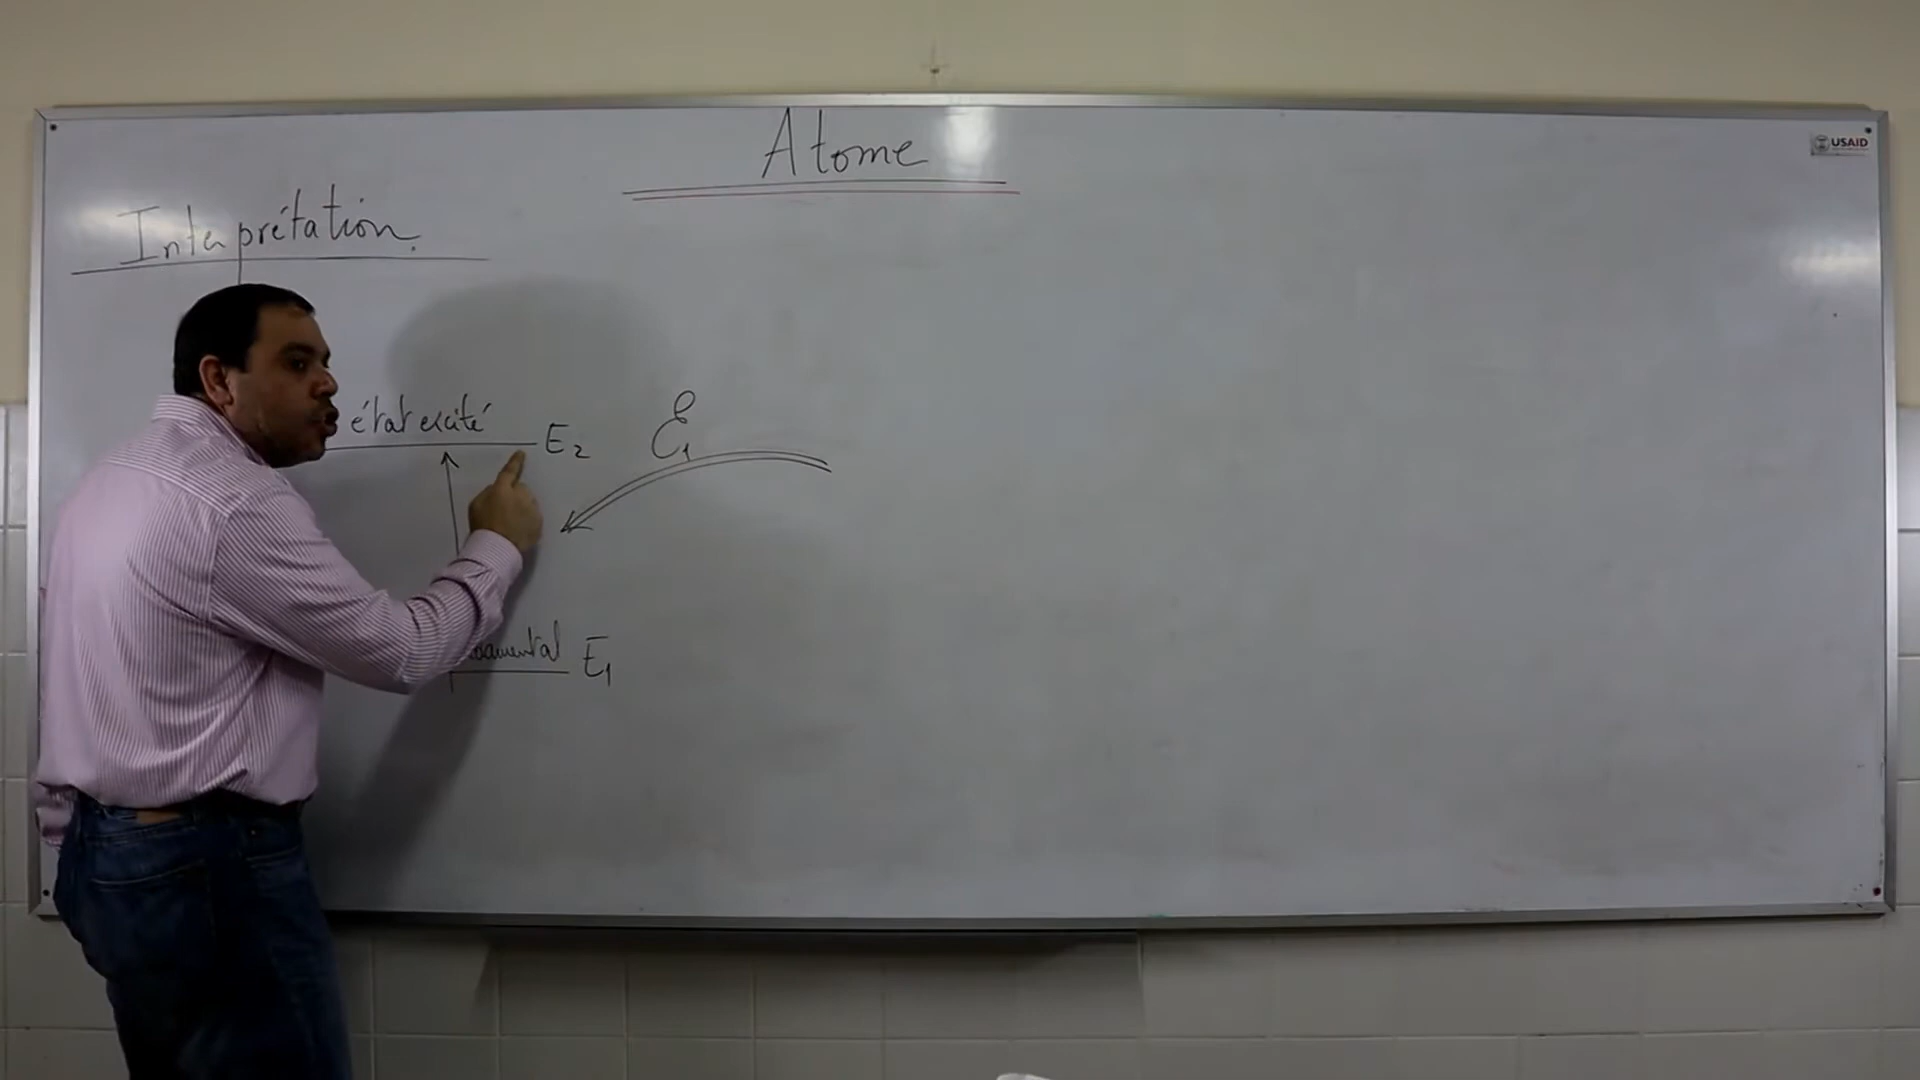 Atome
USAID
Interprétation.
état excité E2
E1
E1